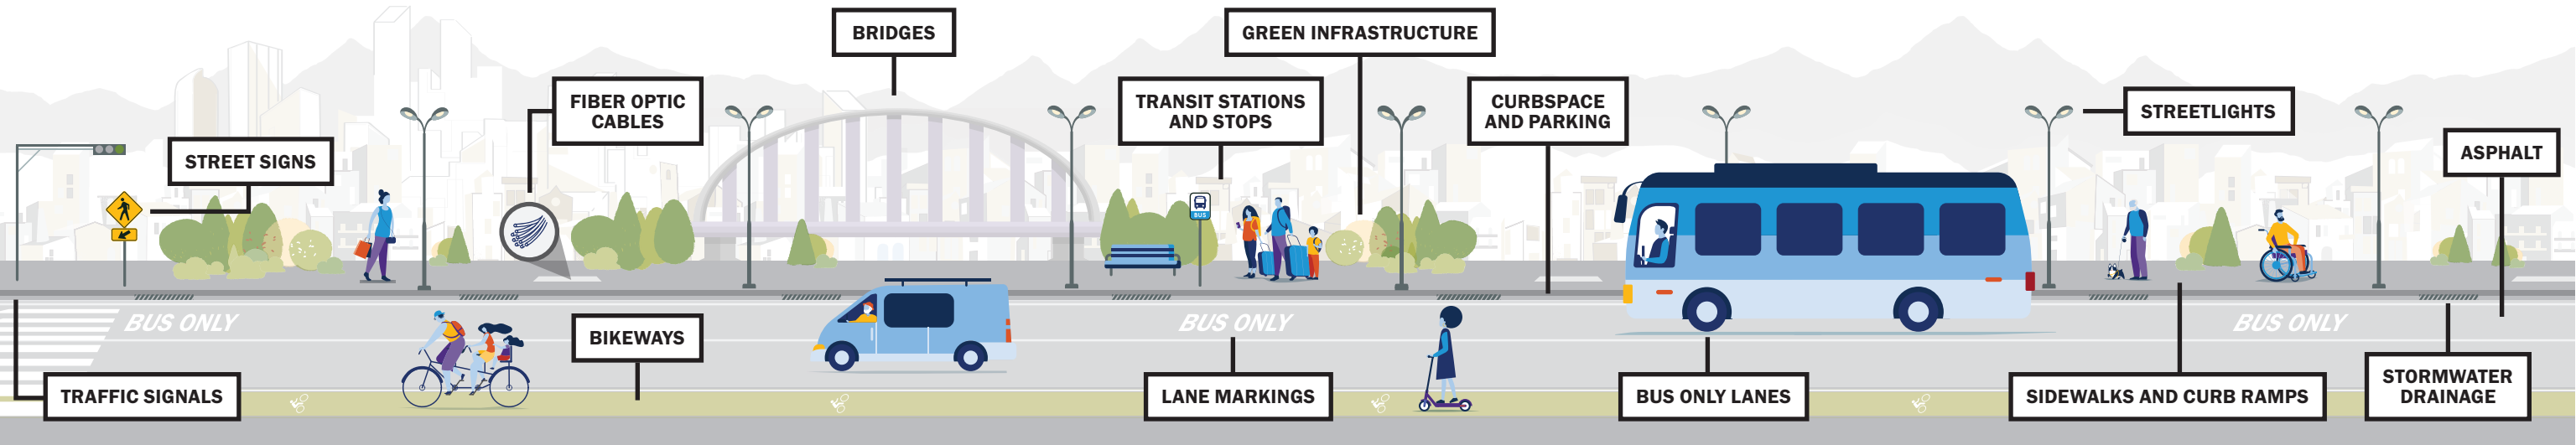 BRIDGES
GREEN INFRASTRUCTURE
FIBER OPTIC
CABLES
TRANSIT STATIONS
AND STOPS
CURBSPACE
AND PARKING
STREETLIGHTS
STREET SIGNS
ASPHALT
BUS
BUS ONLY
BUS ONLY
BUS ONLY
BIKEWAYS
TRAFFIC SIGNALS
LANE MARKINGS
BUS ONLY LANES
SIDEWALKS AND CURB RAMPS
STORMWATER
DRAINAGE